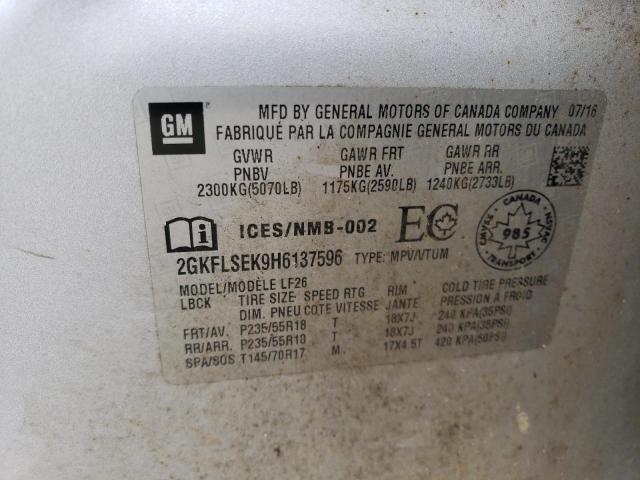 GM
MFD BY GENERAL MOTORS OF CANADA COMPANY 07/16
FABRIQUÉ PAR LA COMPAGNIE GENERAL MOTORS DU CANADA
GVWR GAWR FRT GAWR RR
PNBV PNBE AV. PNBE ARR.
2300KG(5070LB) 1175KG(2590LB) 1240KG(2733LB)
ICES/NMB-002 EC
CANADA
CMVSS NSVAC
985
TRANSPORT
2GKFLSEK9H6137596 TYPE: MPV/VTUM
MODEL/MODÈLE LF26
LBCK TIRE SIZE SPEED RTG RIM COLD TIRE PRESSURE
DIM. PNEU COTE VITESSE JANTE PRESSION A FROID
FRT/AV. P235/55R18 T 18X7J 240 KPA(35PSI)
RR/ARR. P235/55R18 T 18X7J 240 KPA(35PSI)
SPA/SOS T145/70R17 M 17X4.5T 420 KPA(60PSI)